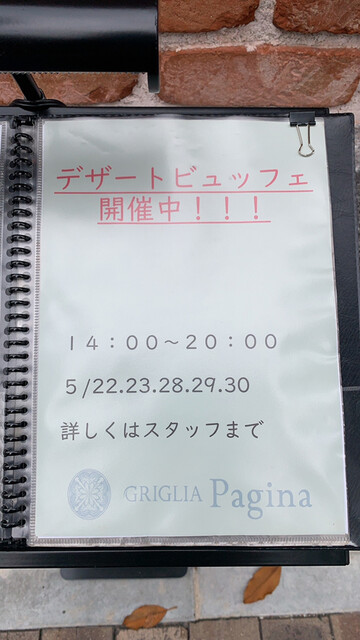 デザートビュッフェ
開催中！！！
１４：００～２０：００
5/22.23.28.29.30
詳しくはスタッフまで
GRIGLIA Pagina